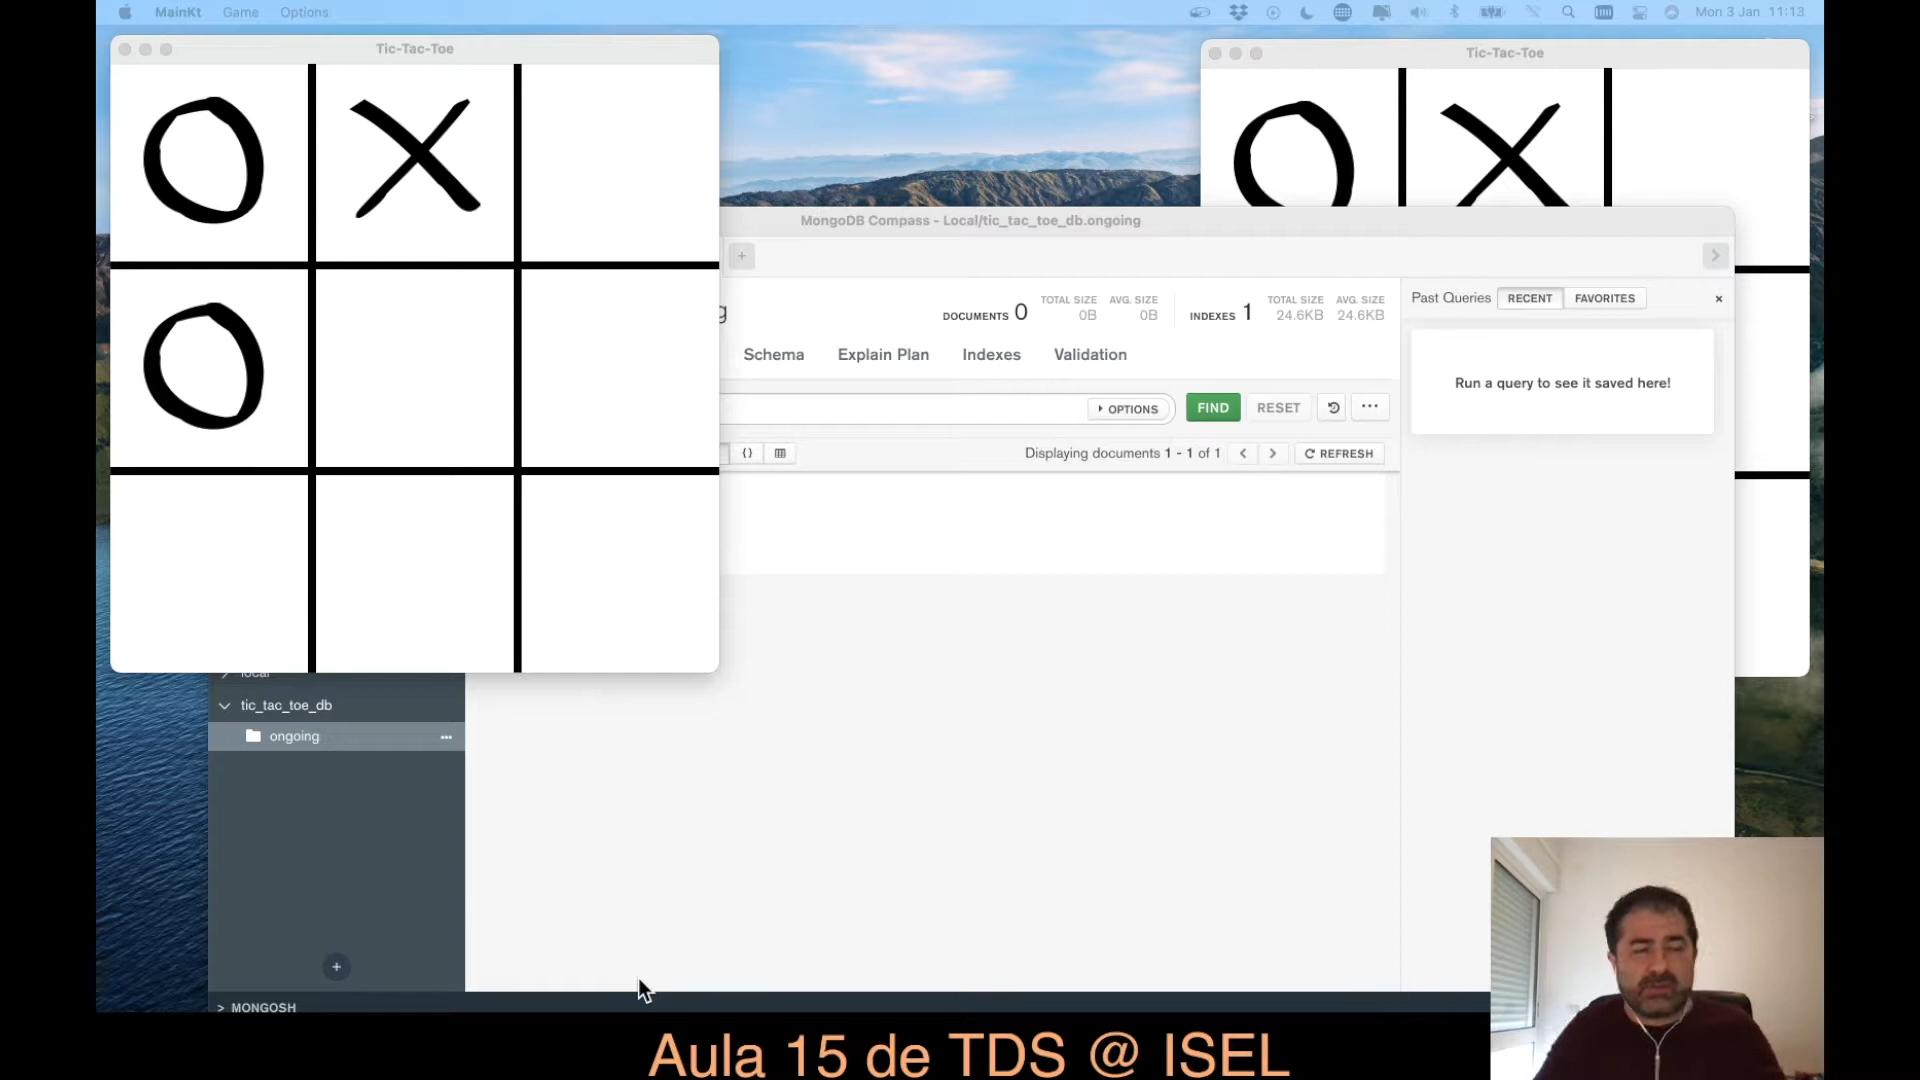 MainKt Game Options
Mon 3 Jan 11:13
Tic-Tac-Toe
Tic-Tac-Toe
MongoDB Compass - Local/tic_tac_toe_db.ongoing
+
g
DOCUMENTS 0
TOTAL SIZE AVG. SIZE
0B 0B
INDEXES 1
TOTAL SIZE AVG. SIZE
24.6KB 24.6KB
Schema Explain Plan Indexes Validation
OPTIONS
FIND RESET
{}
Displaying documents 1 - 1 of 1
REFRESH
Past Queries RECENT FAVORITES ×
Run a query to see it saved here!
local
tic_tac_toe_db
ongoing
+
> MONGOSH
Aula 15 de TDS @ ISEL